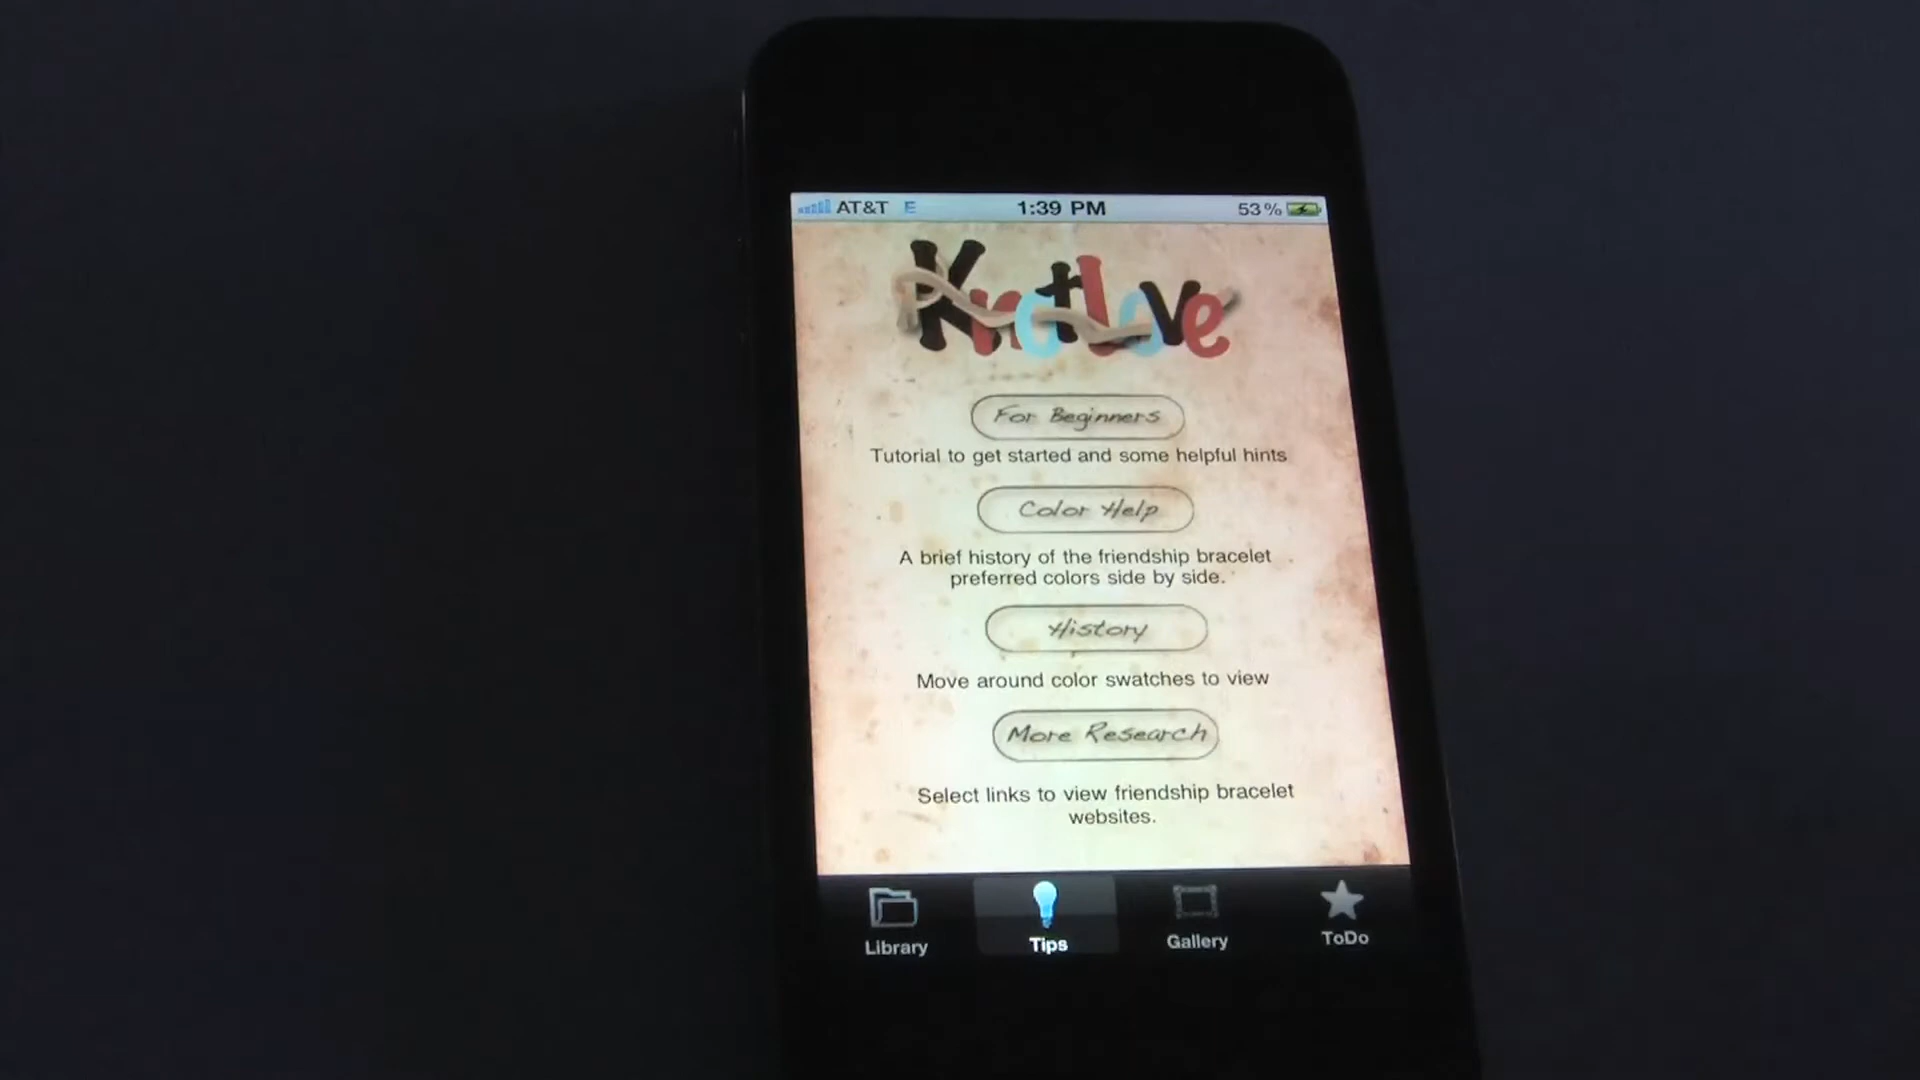 AT&T E 1:39 PM 53%
KnotLove
For Beginners
Tutorial to get started and some helpful hints
Color Help
A brief history of the friendship bracelet
preferred colors side by side.
History
Move around color swatches to view
More Research
Select links to view friendship bracelet
websites.
Library Tips Gallery ToDo